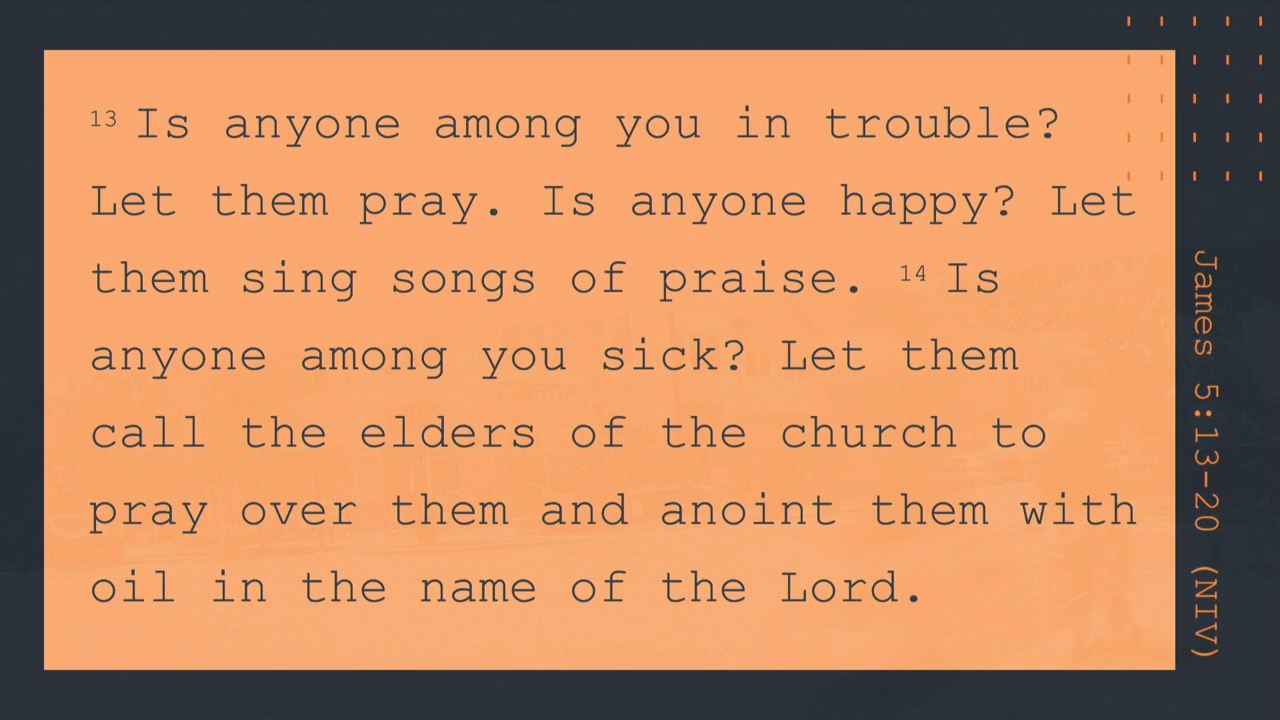 13 Is anyone among you in trouble?
Let them pray. Is anyone happy? Let
them sing songs of praise. 14 Is
anyone among you sick? Let them
call the elders of the church to
pray over them and anoint them with
oil in the name of the Lord.
James 5:13-20 (NIV)